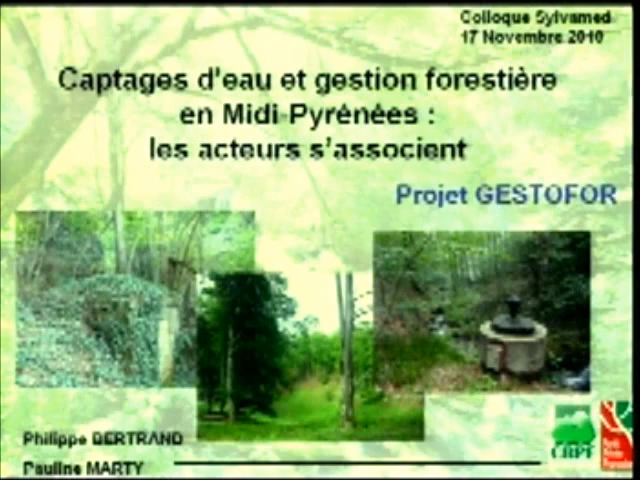 Colloque Sylvamed
17 Novembre 2010
Captages d'eau et gestion forestière
en Midi-Pyrénées :
les acteurs s'associent
Projet GESTOFOR
Philippe BERTRAND
Pauline MARTY
CRPF